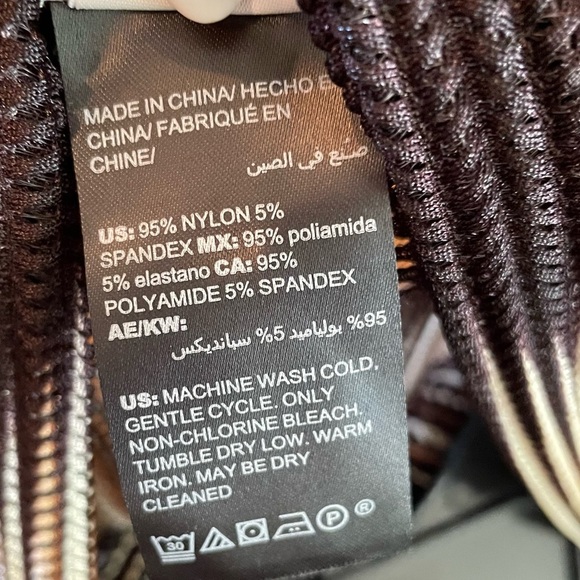 MADE IN CHINA/ HECHO E
CHINA/ FABRIQUÉ EN
CHINE/
صنع في الصين
US: 95% NYLON 5%
SPANDEX MX: 95% poliamida
5% elastano CA: 95%
POLYAMIDE 5% SPANDEX
AE/KW:
95% بولياميد 5% سبانديكس
US: MACHINE WASH COLD,
GENTLE CYCLE. ONLY
NON-CHLORINE BLEACH.
TUMBLE DRY LOW. WARM
IRON. MAY BE DRY
CLEANED
30 P ®